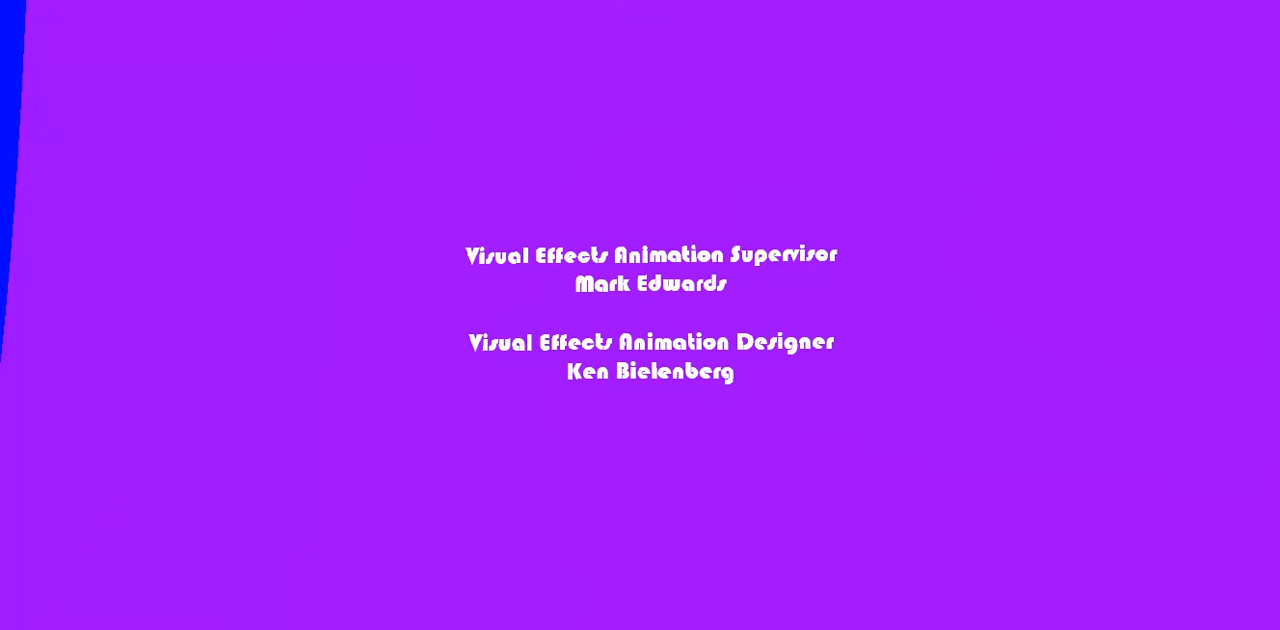 Visual Effects Animation Supervisor
Mark Edwards
Visual Effects Animation Designer
Ken Bielenberg